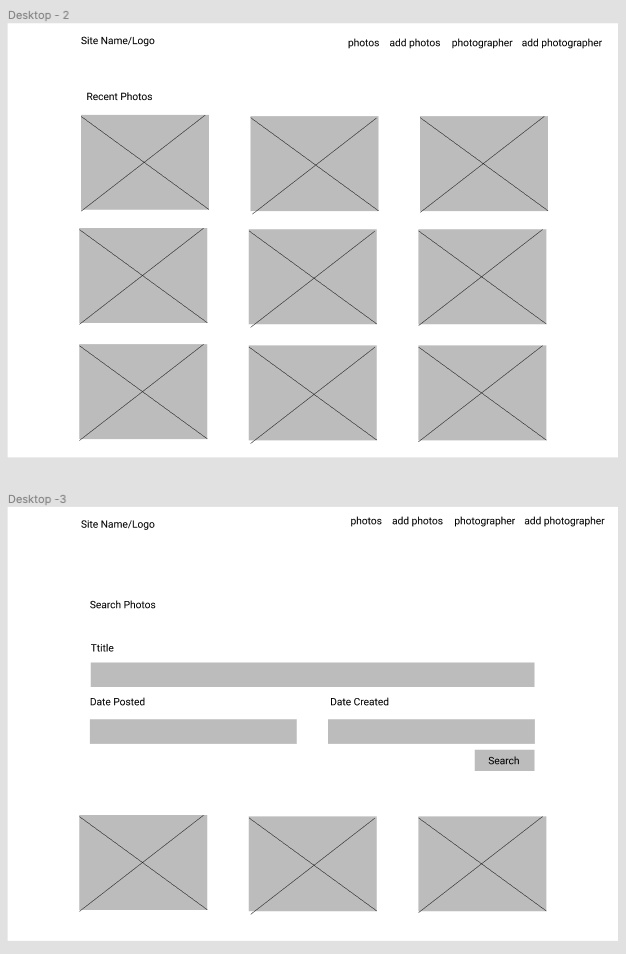 Desktop - 2
Site Name/Logo
photos add photos photographer add photographer
Recent Photos
Desktop -3
Site Name/Logo
photos add photos photographer add photographer
Search Photos
Ttitle
Date Posted Date Created
Search